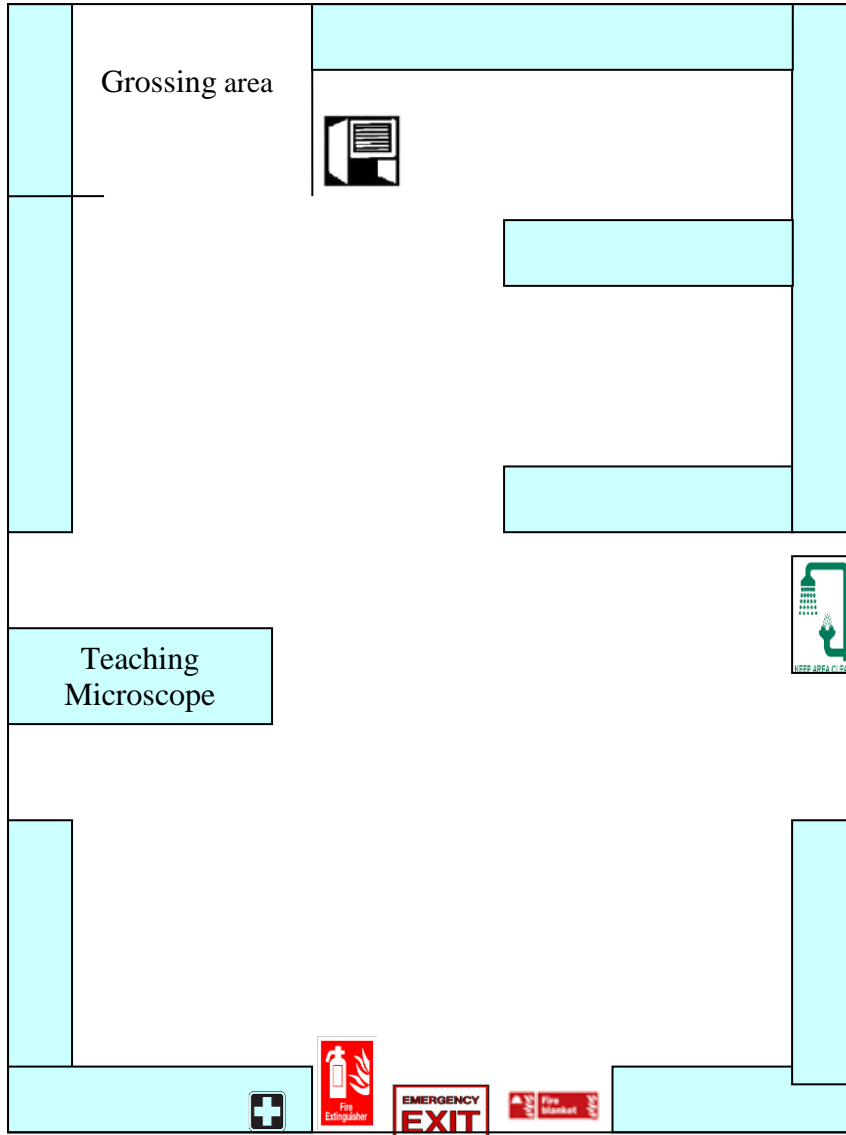 Grossing area
KEEP AREA CLEA
Teaching
Microscope
Fire
Extinguisher
EMERGENCY
EXIT
Fire
blanket